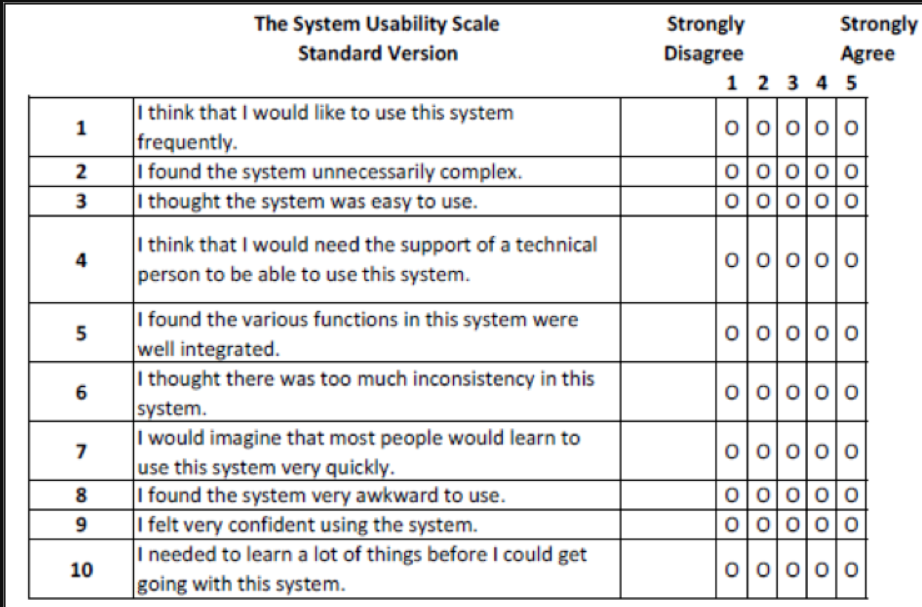 The System Usability Scale Strongly Strongly
Standard Version Disagree Agree
1 2 3 4 5
1 I think that I would like to use this system
frequently. O O O O O
2 I found the system unnecessarily complex. O O O O O
3 I thought the system was easy to use. O O O O O
4 I think that I would need the support of a technical
person to be able to use this system. O O O O O
5 I found the various functions in this system were
well integrated. O O O O O
6 I thought there was too much inconsistency in this
system. O O O O O
7 I would imagine that most people would learn to
use this system very quickly. O O O O O
8 I found the system very awkward to use. O O O O O
9 I felt very confident using the system. O O O O O
10 I needed to learn a lot of things before I could get
going with this system. O O O O O